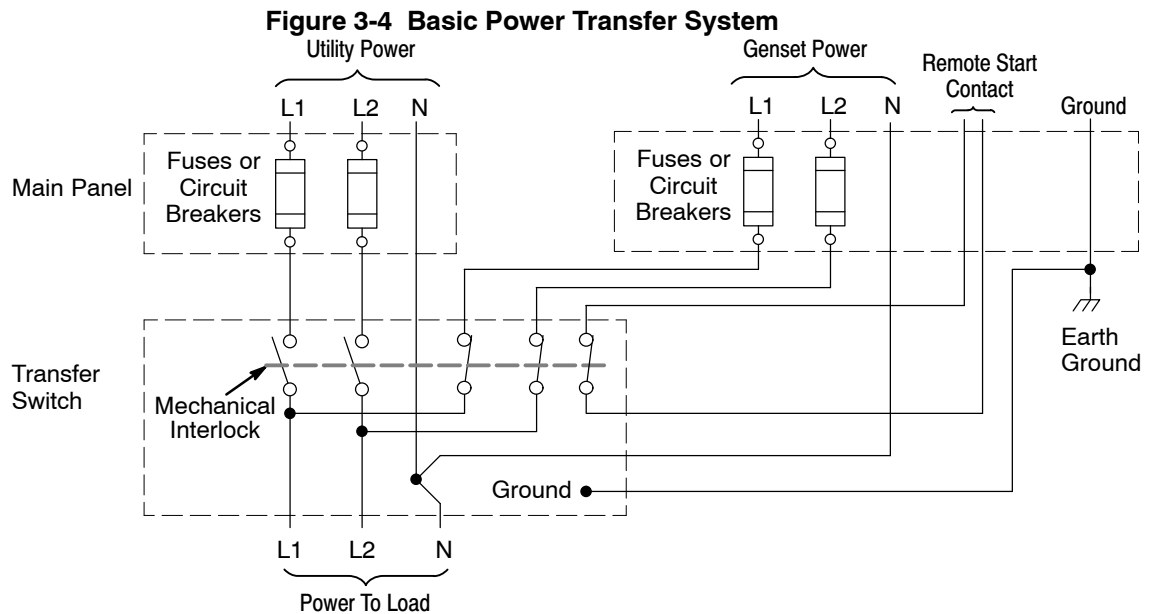 Figure 3-4 Basic Power Transfer System
Utility Power
Genset Power
Remote Start
Contact
L1 L2 N
L1 L2 N
Ground
Main Panel
Fuses or
Circuit
Breakers
Fuses or
Circuit
Breakers
Earth
Ground
Transfer
Switch
Mechanical
Interlock
Ground
L1 L2 N
Power To Load